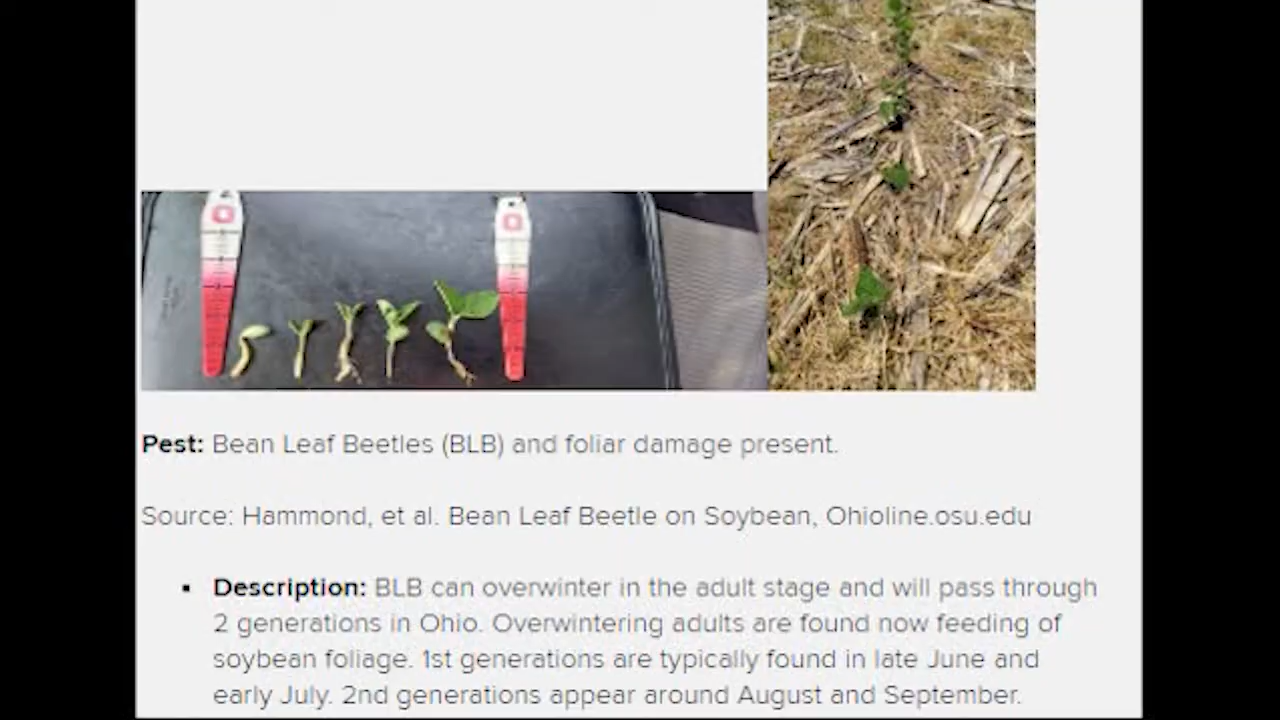 Pest: Bean Leaf Beetles (BLB) and foliar damage present.
Source: Hammond, et al. Bean Leaf Beetle on Soybean, Ohioline.osu.edu
▪ Description: BLB can overwinter in the adult stage and will pass through
2 generations in Ohio. Overwintering adults are found now feeding of
soybean foliage. 1st generations are typically found in late June and
early July. 2nd generations appear around August and September.